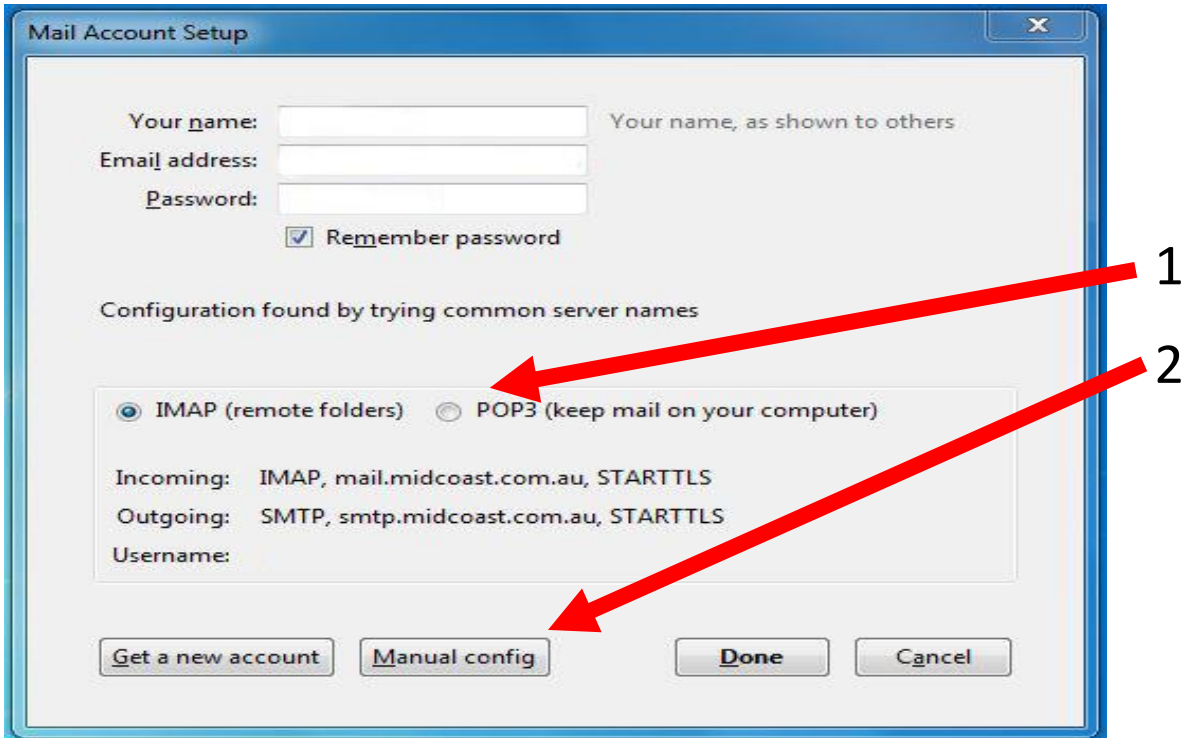 Mail Account Setup
Your name:
Your name, as shown to others
Email address:
Password:
Remember password
1
Configuration found by trying common server names
2
IMAP (remote folders) POP3 (keep mail on your computer)
Incoming: IMAP, mail.midcoast.com.au, STARTTLS
Outgoing: SMTP, smtp.midcoast.com.au, STARTTLS
Username:
Get a new account Manual config Done Cancel